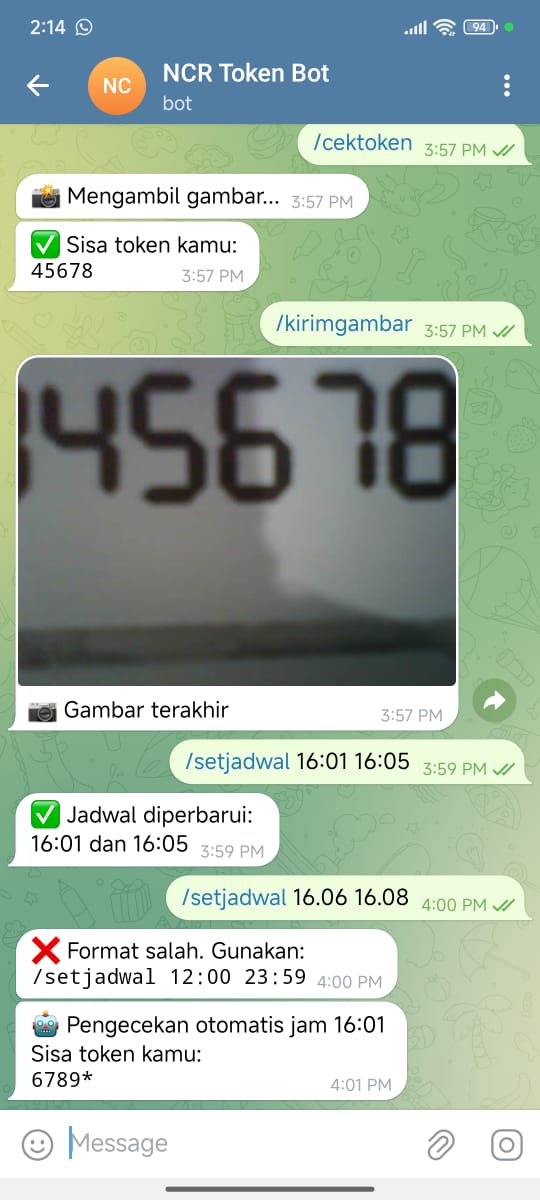 2:14
94
NC
NCR Token Bot
bot
/cektoken 3:57 PM
Mengambil gambar... 3:57 PM
Sisa token kamu:
45678 3:57 PM
/kirimgambar 3:57 PM
45678
Gambar terakhir 3:57 PM
/setjadwal 16:01 16:05 3:59 PM
Jadwal diperbarui:
16:01 dan 16:05 3:59 PM
/setjadwal 16.06 16.08 4:00 PM
Format salah. Gunakan:
/setjadwal 12:00 23:59 4:00 PM
Pengecekan otomatis jam 16:01
Sisa token kamu:
6789* 4:01 PM
Message